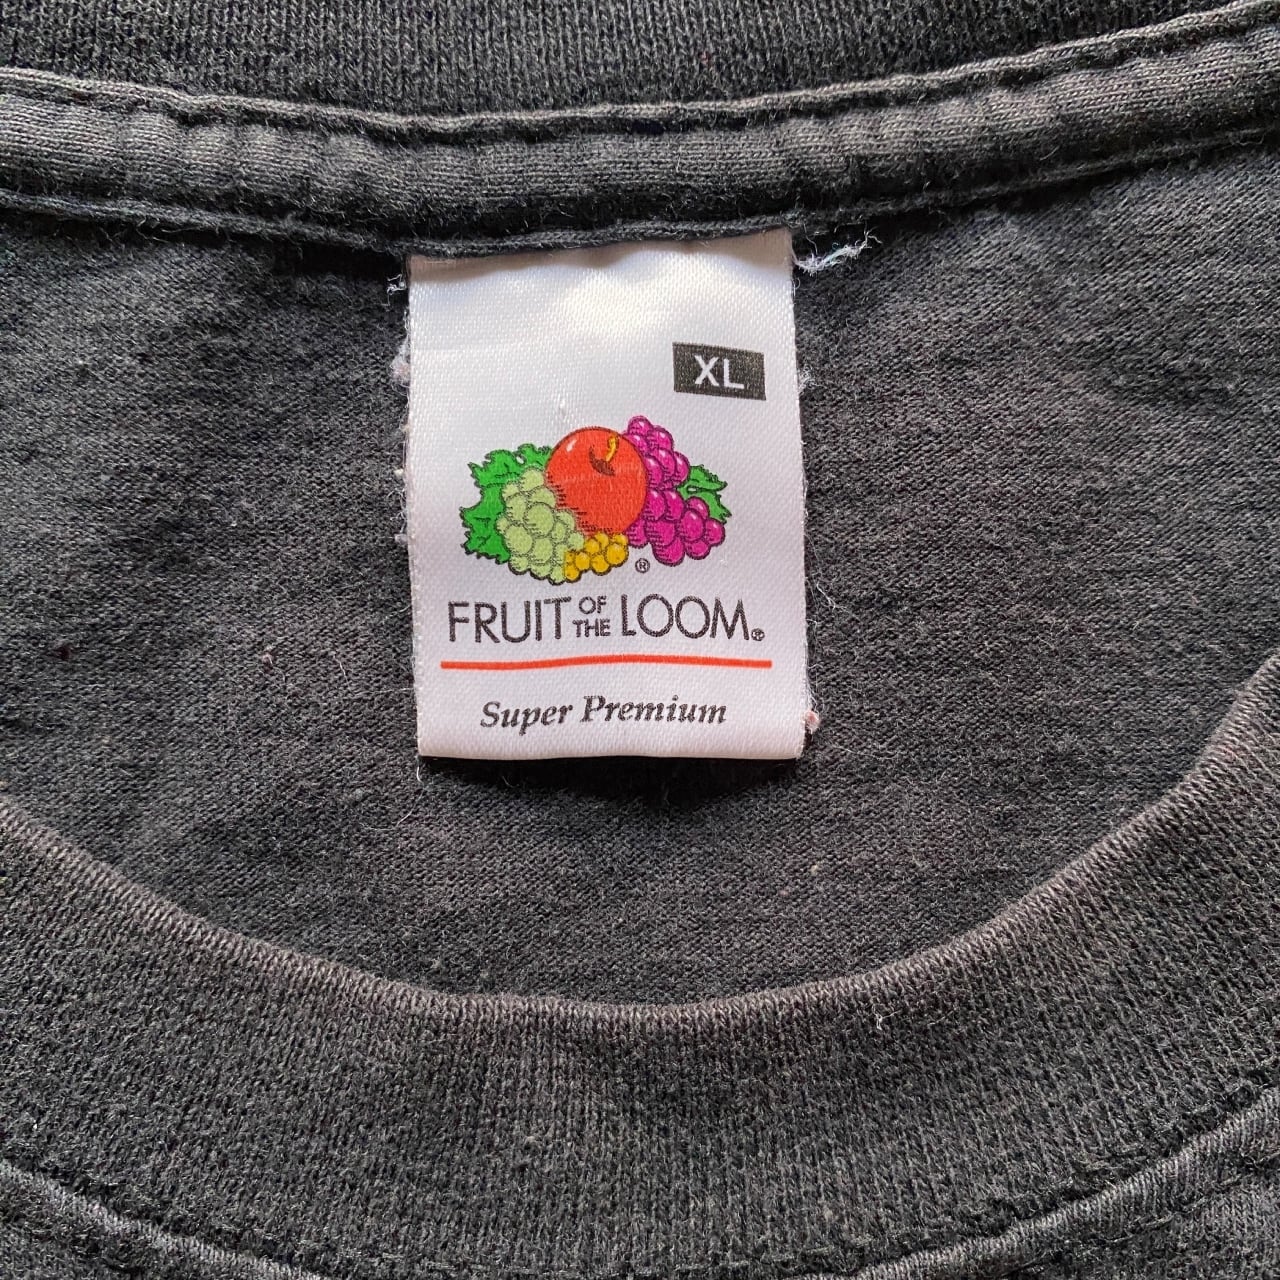 XL
®
FRUIT OF THE LOOM®
Super Premium